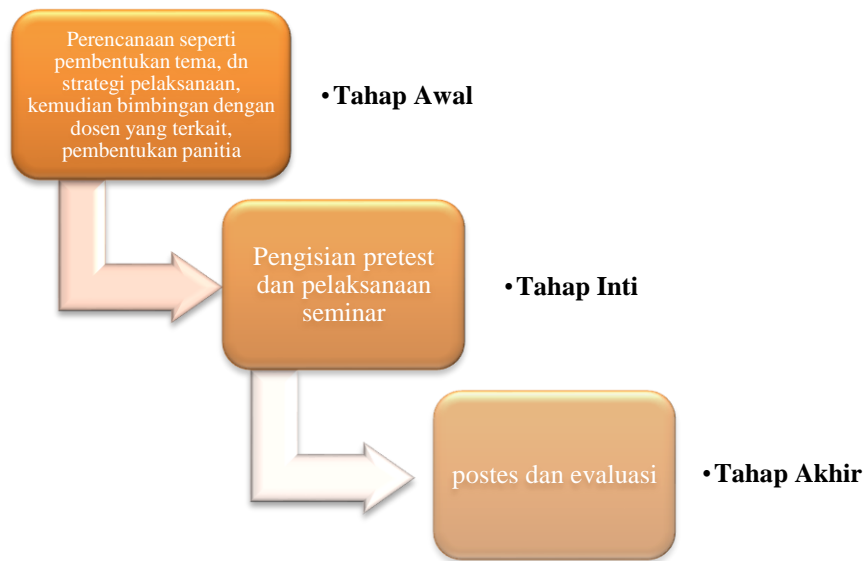 Perencanaan seperti
pembentukan tema, dn
strategi pelaksanaan,
kemudian bimbingan dengan
dosen yang terkait,
pembentukan panitia
•Tahap Awal
Pengisian pretest
dan pelaksanaan
seminar
•Tahap Inti
postes dan evaluasi
•Tahap Akhir